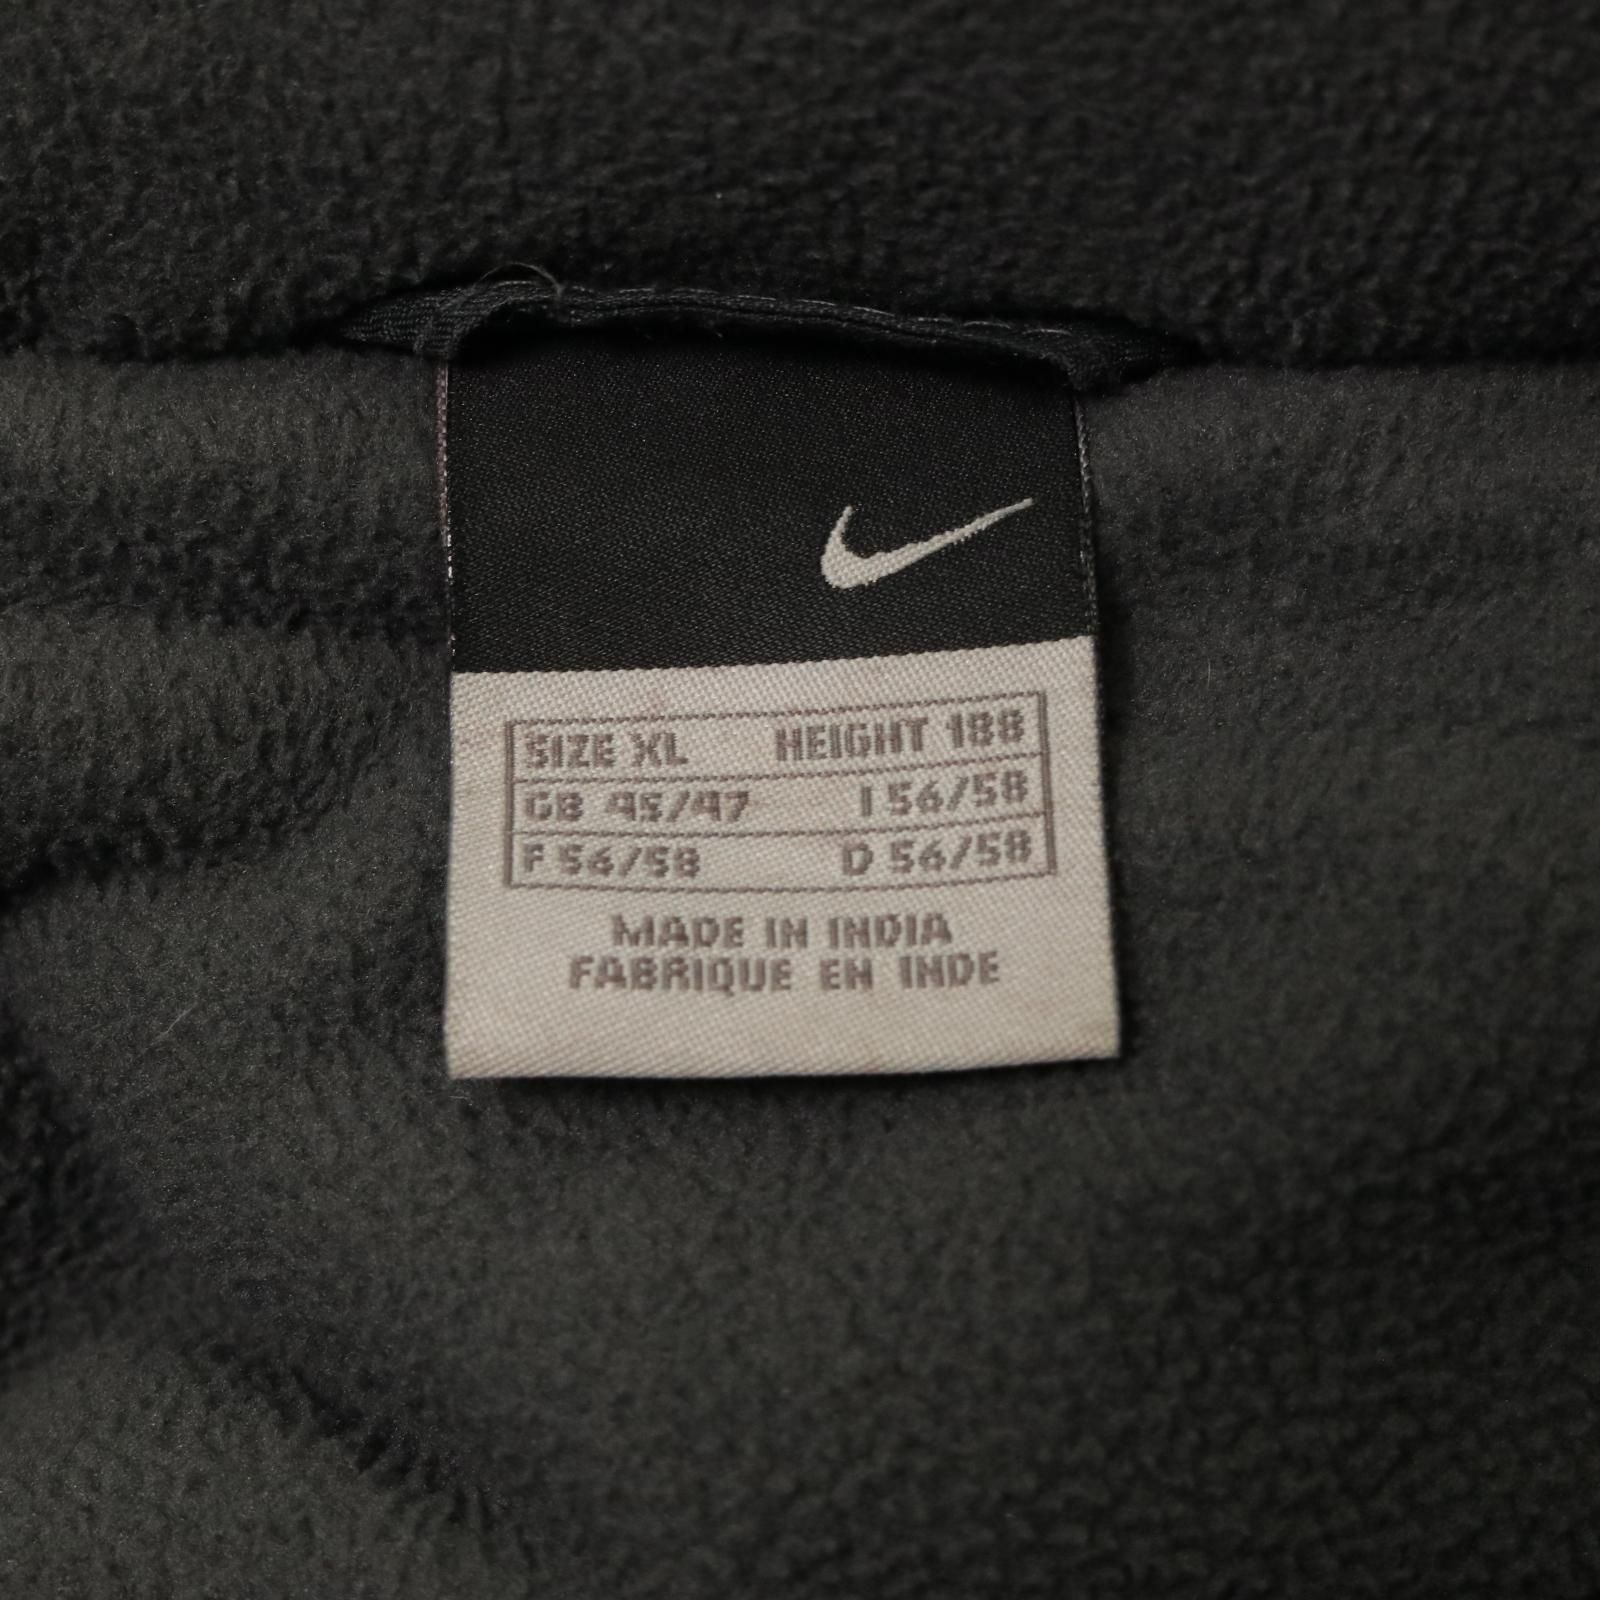 SIZE XL HEIGHT 188
GB 45/47 I 56/58
F 56/58 D 56/58
MADE IN INDIA
FABRIQUE EN INDE